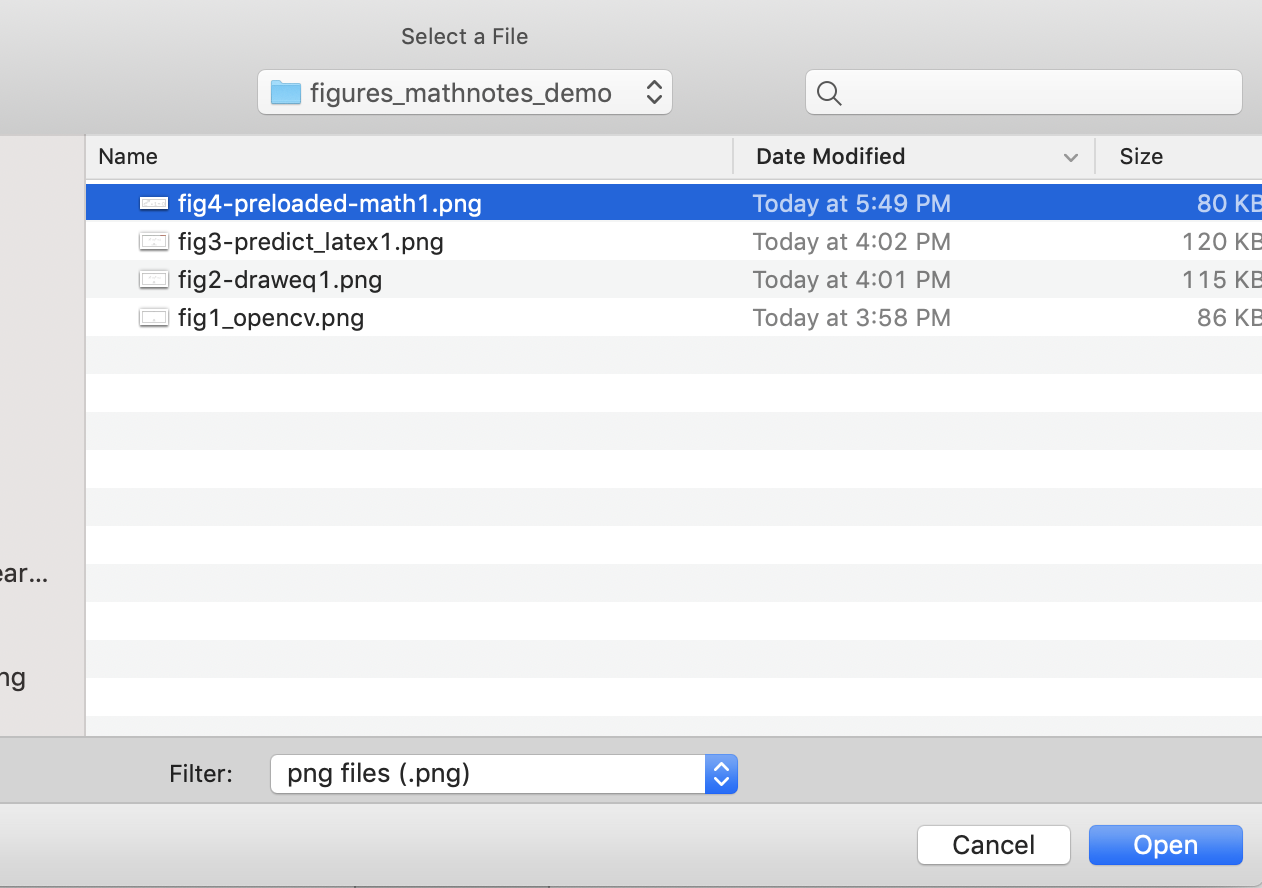 Select a File
figures_mathnotes_demo
Name Date Modified Size
fig4-preloaded-math1.png Today at 5:49 PM 80 KB
fig3-predict_latex1.png Today at 4:02 PM 120 KB
fig2-draweq1.png Today at 4:01 PM 115 KB
fig1_opencv.png Today at 3:58 PM 86 KB
ear...
ng
Filter: png files (.png)
Cancel Open